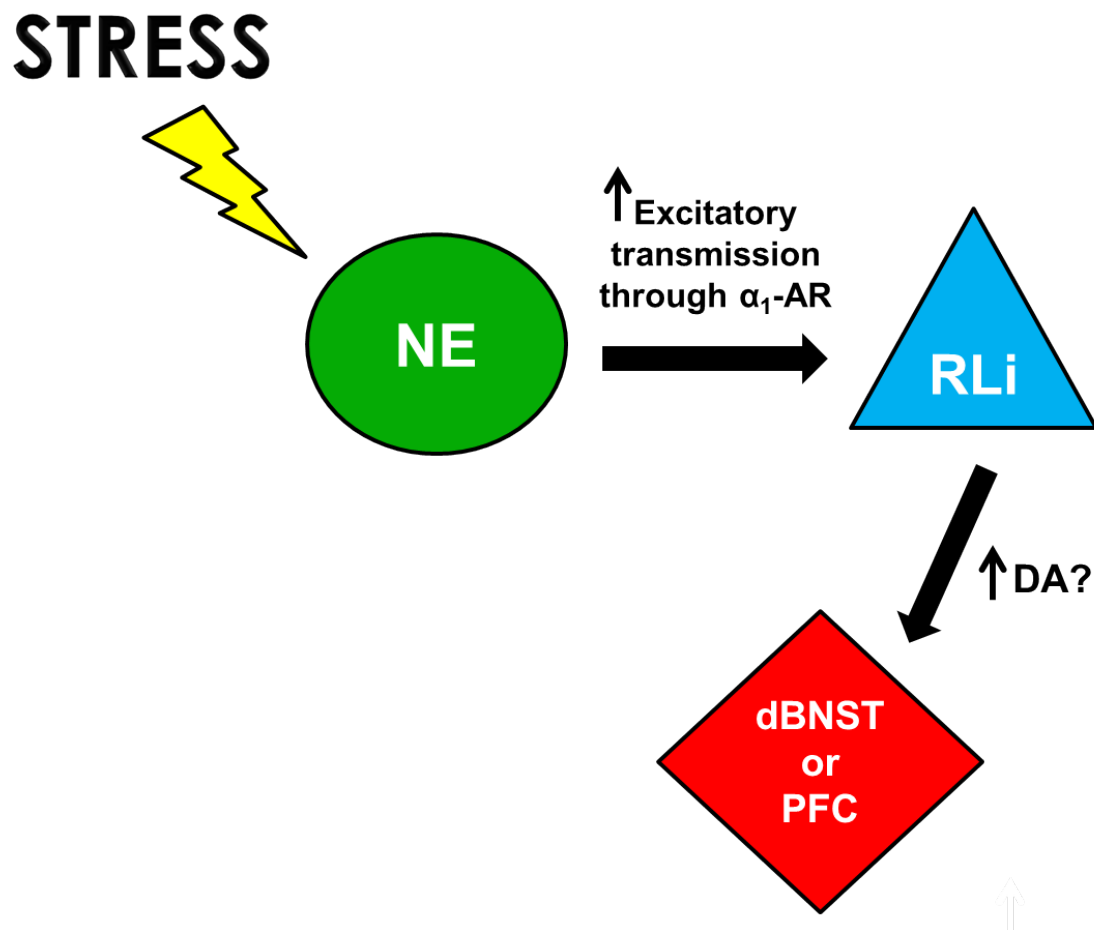 STRESS
↑Excitatory
transmission
through α₁-AR
NE
RLi
↑DA?
dBNST
or
PFC